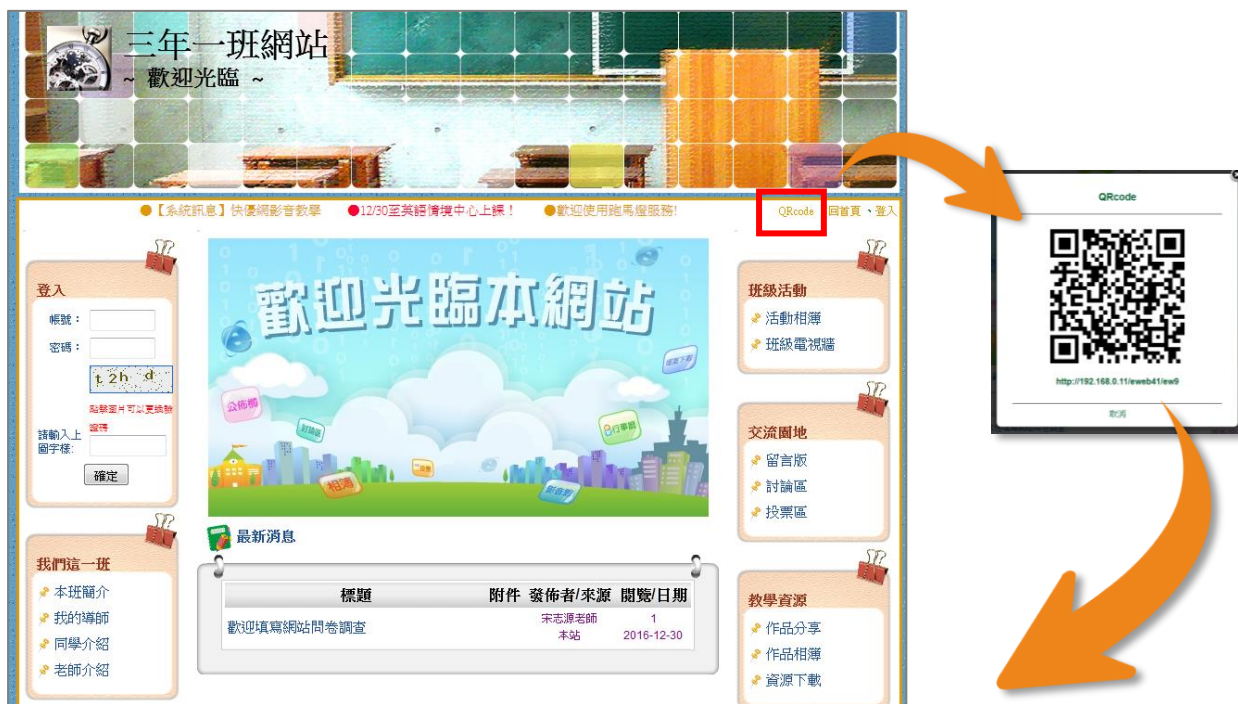 三年一班網站
~ 歡迎光臨 ~
●【系統訊息】快優網影音教學 ●12/30至英語情境中心上課！ ●歡迎使用跑馬燈服務!
QRcode 回首頁、登入
登入
帳號：
密碼：
t2h d
點擊圖片可以更換驗
證碼
請輸入上
圖字樣:
確定
我們這一班
本班簡介
我的導師
同學介紹
老師介紹
歡迎光臨本網站
檔案下載
公佈欄
討論區
行事曆
相簿
影音館
最新消息
標題 附件 發佈者/來源 閱覽/日期
歡迎填寫網站問卷調查 宋志源老師 1
本站 2016-12-30
班級活動
活動相簿
班級電視牆
交流園地
留言版
討論區
投票區
教學資源
作品分享
作品相簿
資源下載
QRcode
http://192.168.0.11/eweb41/ew9
取消